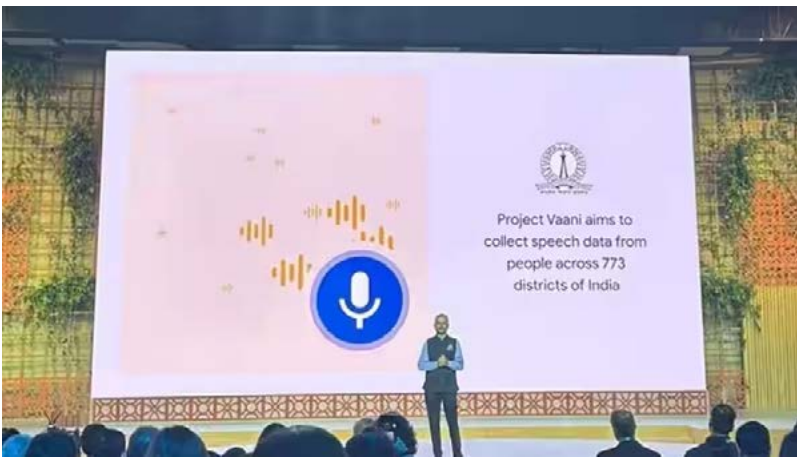 Project Vaani aims to
collect speech data from
people across 773
districts of India